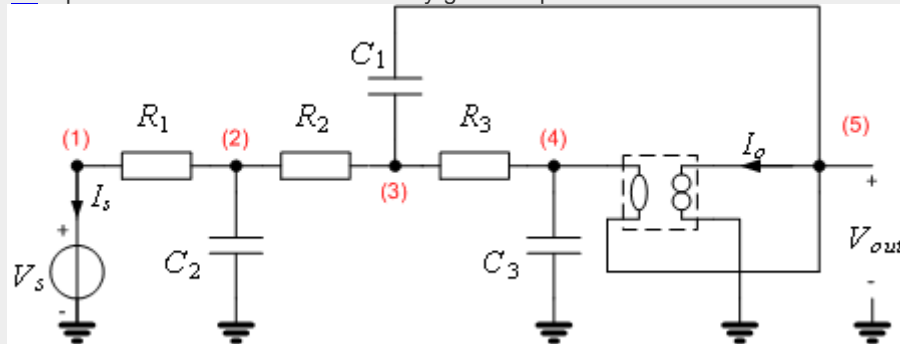 C1
(1)
R1
(2)
R2
R3
(4)
(5)
(3)
Io
Is
+
+
Vs
C2
C3
Vout
-
-